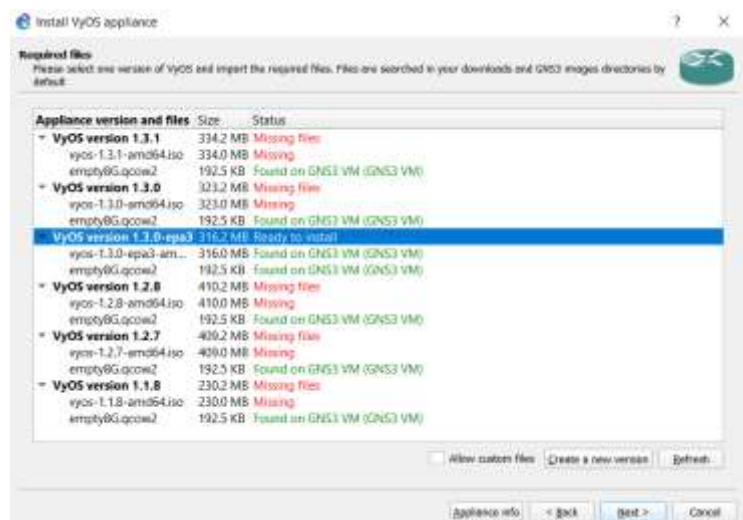 Install VyOS appliance
Required files
Please select one version of VyOS and import the required files. Files are searched in your downloads and GNS3 images directories by
default
Appliance version and files Size Status
VyOS version 1.3.1 334.2 MB Missing files
vyos-1.3.1-amd64.iso 334.0 MB Missing
empty8G.qcow2 192.5 KB Found on GNS3 VM (GNS3 VM)
VyOS version 1.3.0 323.2 MB Missing files
vyos-1.3.0-amd64.iso 323.0 MB Missing
empty8G.qcow2 192.5 KB Found on GNS3 VM (GNS3 VM)
VyOS version 1.3.0-epa3 316.2 MB Ready to install
vyos-1.3.0-epa3-am... 316.0 MB Found on GNS3 VM (GNS3 VM)
empty8G.qcow2 192.5 KB Found on GNS3 VM (GNS3 VM)
VyOS version 1.2.8 410.2 MB Missing files
vyos-1.2.8-amd64.iso 410.0 MB Missing
empty8G.qcow2 192.5 KB Found on GNS3 VM (GNS3 VM)
VyOS version 1.2.7 409.2 MB Missing files
vyos-1.2.7-amd64.iso 409.0 MB Missing
empty8G.qcow2 192.5 KB Found on GNS3 VM (GNS3 VM)
VyOS version 1.1.8 230.2 MB Missing files
vyos-1.1.8-amd64.iso 230.0 MB Missing
empty8G.qcow2 192.5 KB Found on GNS3 VM (GNS3 VM)
Allow custom files Create a new version Refresh
Appliance info < Back Next > Cancel